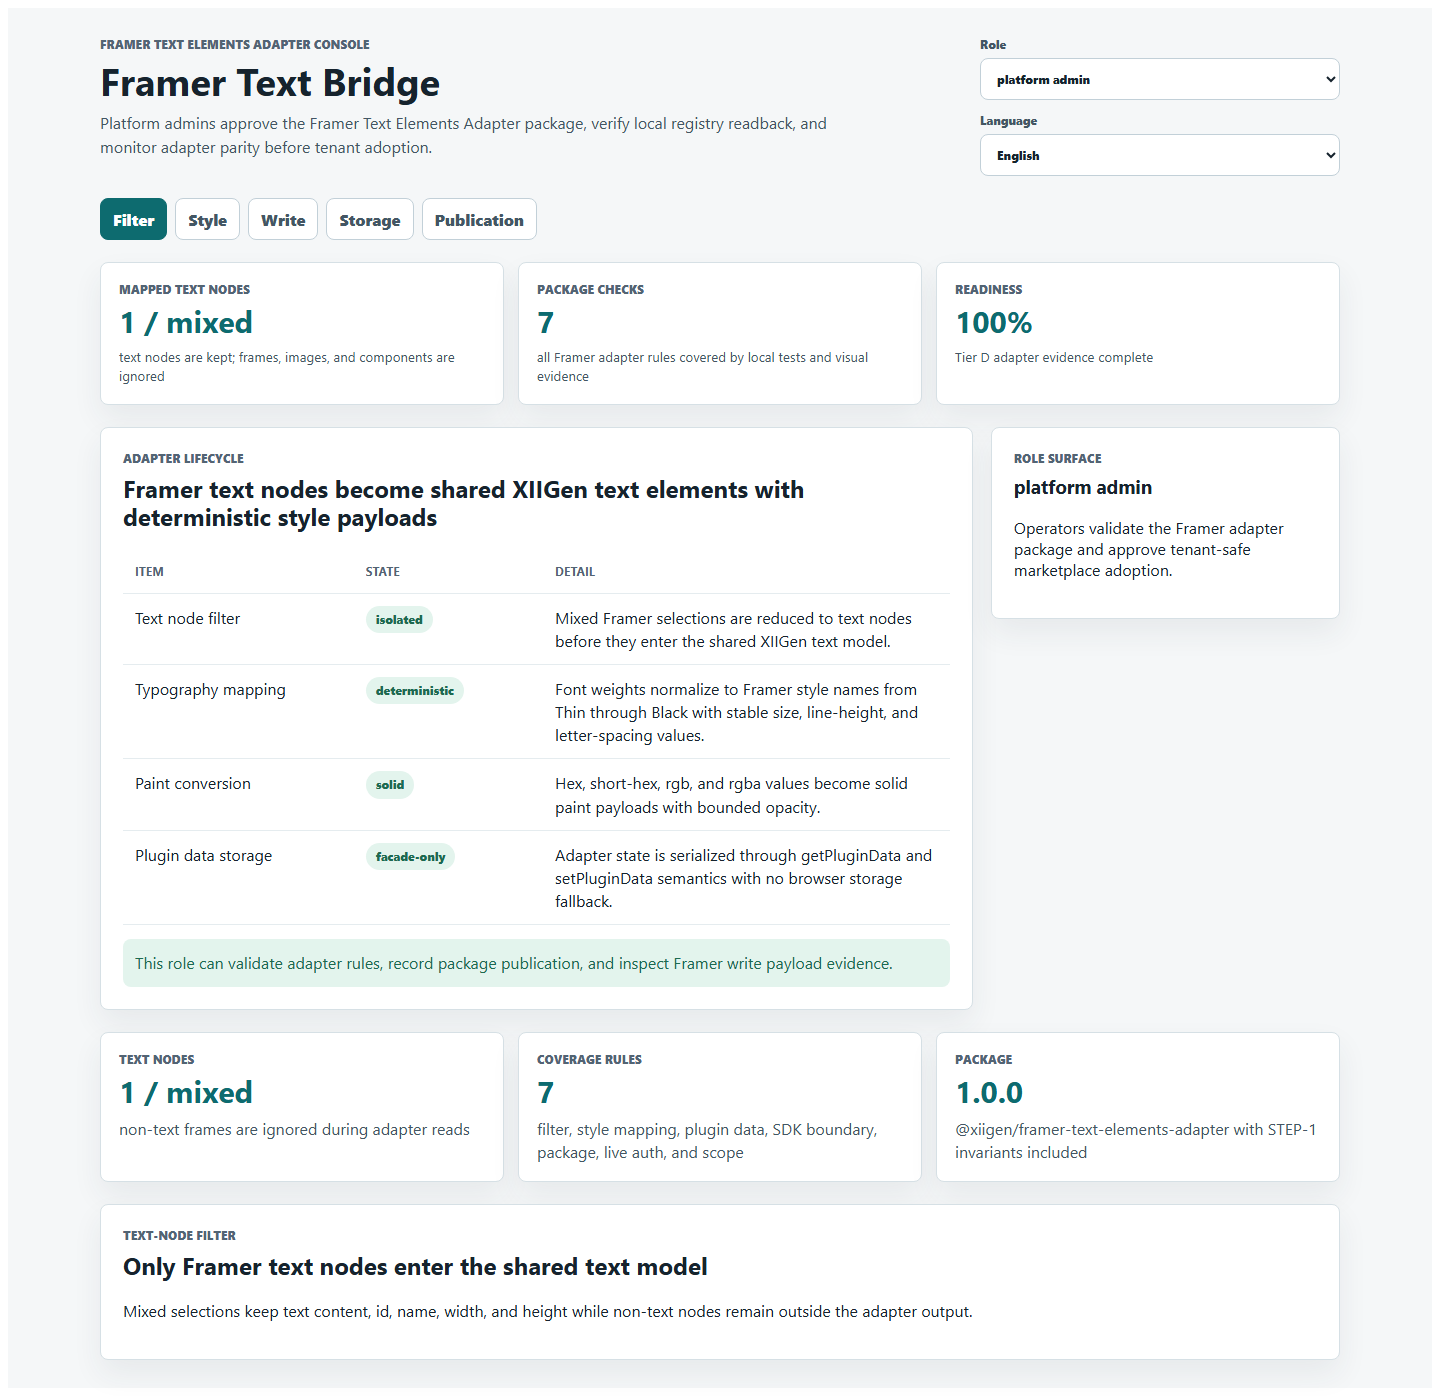 FRAMER TEXT ELEMENTS ADAPTER CONSOLE
Framer Text Bridge
Platform admins approve the Framer Text Elements Adapter package, verify local registry readback, and
monitor adapter parity before tenant adoption.
Role
platform admin
Language
English
Filter
Style
Write
Storage
Publication
MAPPED TEXT NODES
1 / mixed
text nodes are kept; frames, images, and components are
ignored
PACKAGE CHECKS
7
all Framer adapter rules covered by local tests and visual
evidence
READINESS
100%
Tier D adapter evidence complete
ADAPTER LIFECYCLE
Framer text nodes become shared XIIGen text elements with
deterministic style payloads
ITEM STATE DETAIL
Text node filter
isolated
Mixed Framer selections are reduced to text nodes
before they enter the shared XIIGen text model.
Typography mapping
deterministic
Font weights normalize to Framer style names from
Thin through Black with stable size, line-height, and
letter-spacing values.
Paint conversion
solid
Hex, short-hex, rgb, and rgba values become solid
paint payloads with bounded opacity.
Plugin data storage
facade-only
Adapter state is serialized through getPluginData and
setPluginData semantics with no browser storage
fallback.
This role can validate adapter rules, record package publication, and inspect Framer write payload evidence.
ROLE SURFACE
platform admin
Operators validate the Framer adapter
package and approve tenant-safe
marketplace adoption.
TEXT NODES
1 / mixed
non-text frames are ignored during adapter reads
COVERAGE RULES
7
filter, style mapping, plugin data, SDK boundary,
package, live auth, and scope
PACKAGE
1.0.0
@xiigen/framer-text-elements-adapter with STEP-1
invariants included
TEXT-NODE FILTER
Only Framer text nodes enter the shared text model
Mixed selections keep text content, id, name, width, and height while non-text nodes remain outside the adapter output.